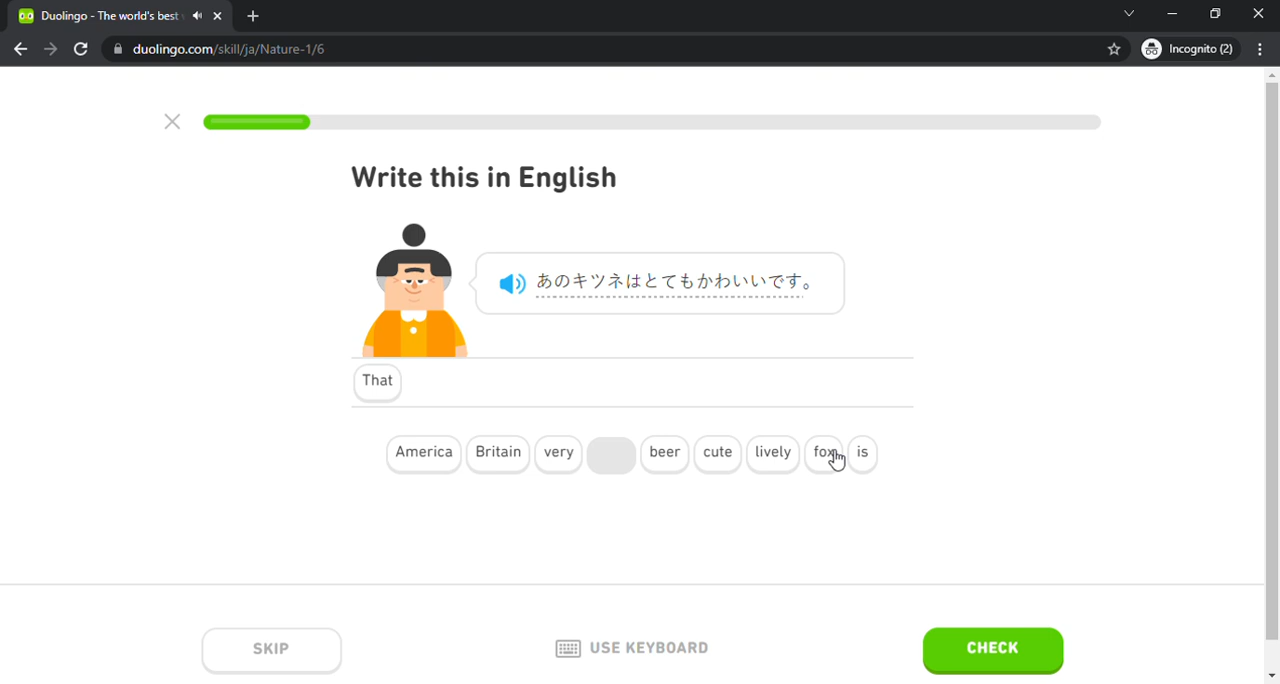 Duolingo - The world's best
duolingo.com/skill/ja/Nature-1/6
Incognito (2)
Write this in English
あのキツネはとてもかわいいです。
That
America Britain very beer cute lively fox is
SKIP
USE KEYBOARD
CHECK